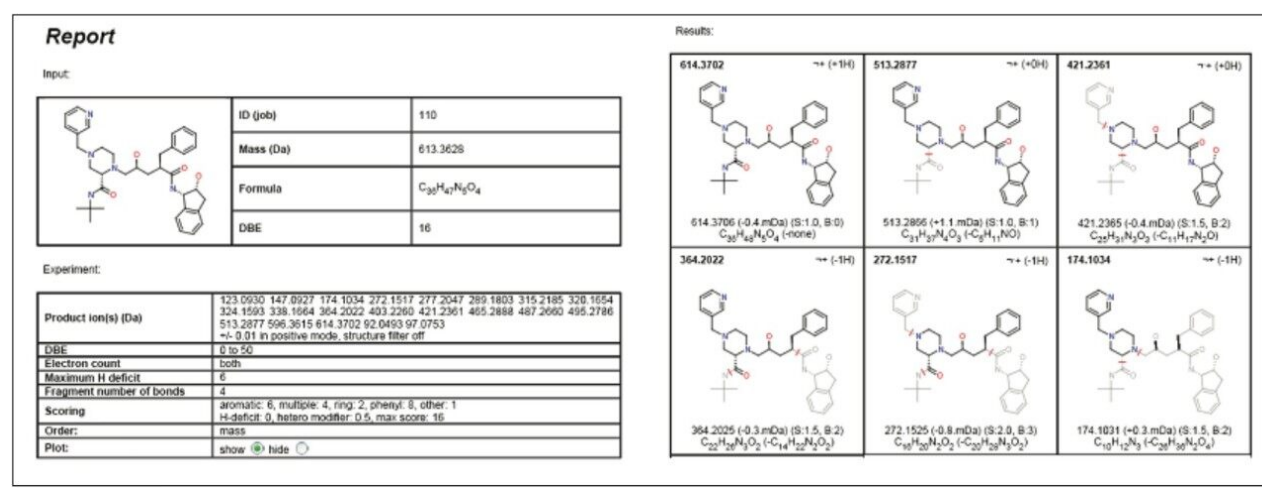 Report
Input:
ID (job) 110
Mass (Da) 613.3628
Formula C36H47N5O4
DBE 16
Experiment:
Product ion(s) (Da) 123.0930 147.0927 174.1034 272.1517 277.2047 289.1803 315.2185 320.1654
324.1593 338.1664 364.2022 403.2260 421.2361 465.2888 487.2660 495.2786
513.2877 596.3615 614.3702 92.0493 97.0753
+/- 0.01 in positive mode, structure filter off
DBE 0 to 50
Electron count both
Maximum H deficit 6
Fragment number of bonds 4
Scoring aromatic: 6, multiple: 4, ring: 2, phenyl: 8, other: 1
H-deficit: 0, hetero modifier: 0.5, max score: 16
Order: mass
Plot: show hide
Results:
614.3702 ¬+ (+1H) 513.2877 ¬+ (+0H) 421.2361 ¬+ (+0H)
614.3706 (-0.4 mDa) (S:1.0, B:0) 513.2866 (+1.1 mDa) (S:1.0, B:1) 421.2365 (-0.4 mDa) (S:1.5, B:2)
C36H48N5O4 (-none) C31H37N4O3 (-C5H11NO) C25H31N3O3 (-C11H17N2O)
364.2022 ¬+ (-1H) 272.1517 ¬+ (-1H) 174.1034 ¬+ (-1H)
364.2025 (-0.3 mDa) (S:1.5, B:2) 272.1525 (-0.8 mDa) (S:2.0, B:3) 174.1031 (+0.3 mDa) (S:1.5, B:2)
C22H26N3O2 (-C14H22N2O2) C16H20N2O2 (-C20H28N3O2) C10H12N3 (-C26H36N2O4)